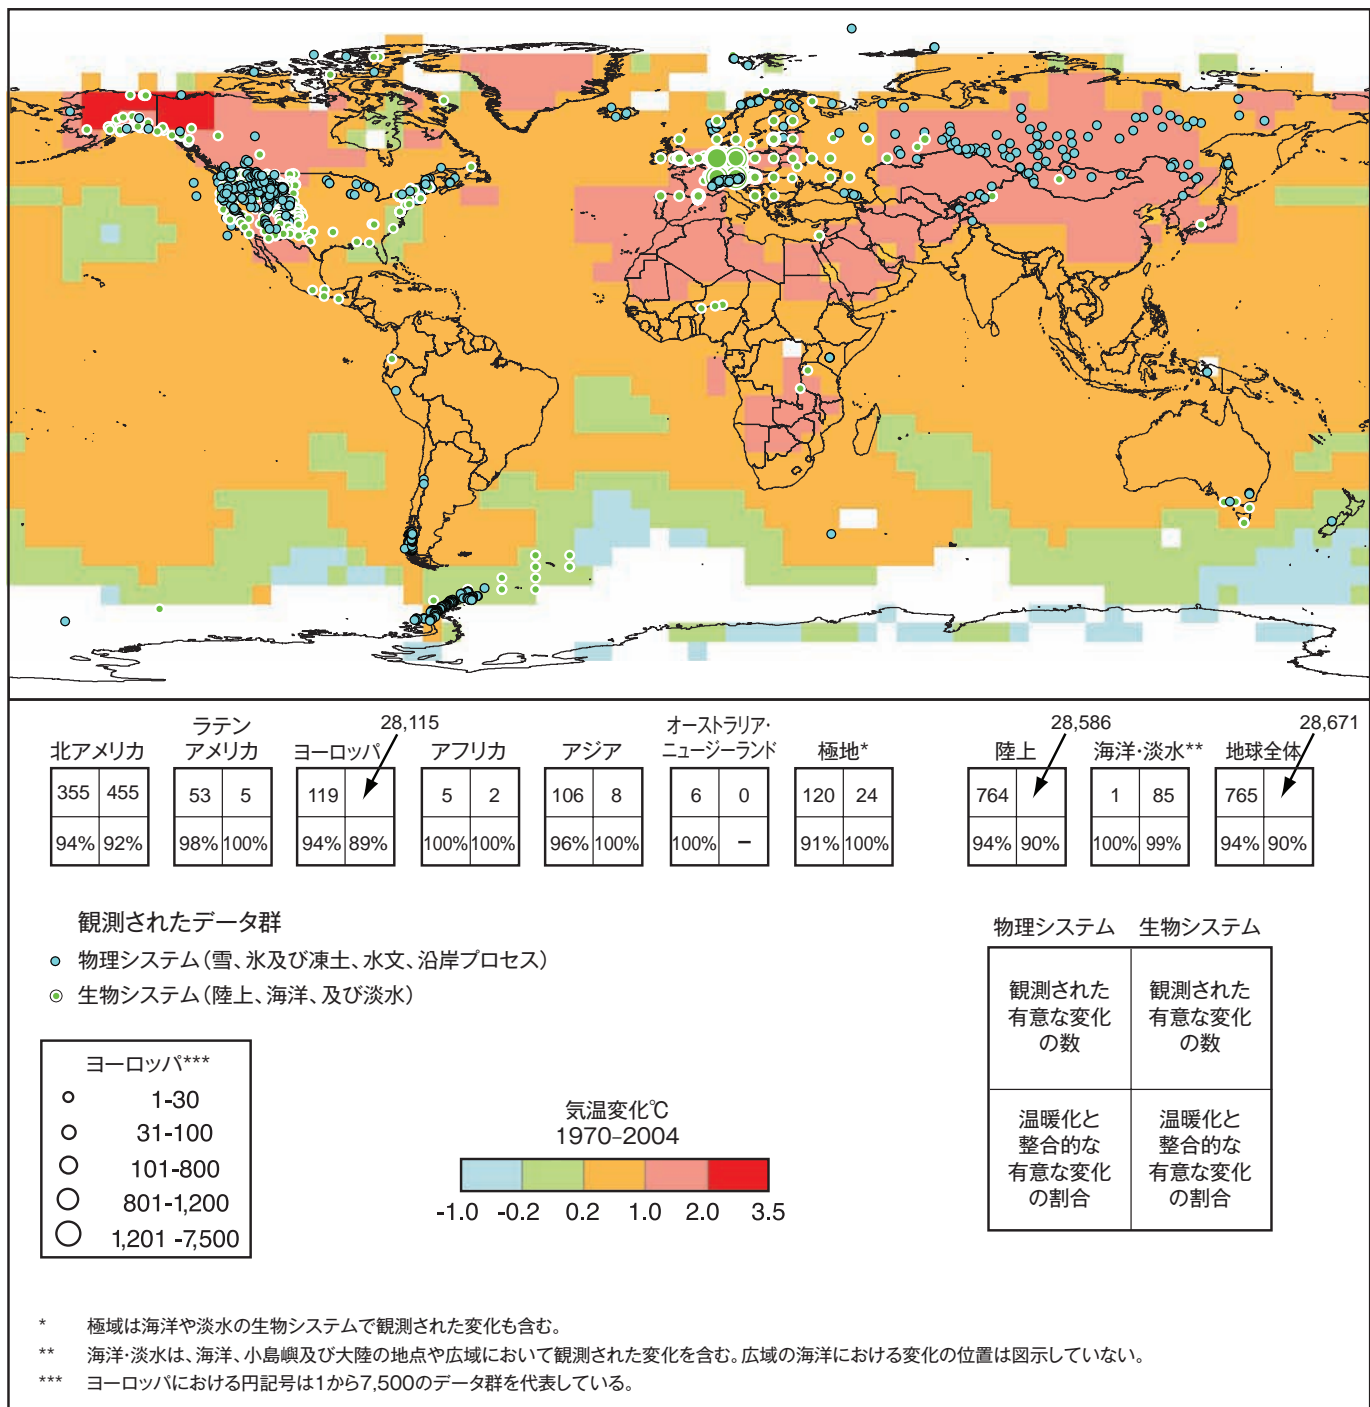 28,115
28,586
28,671
北アメリカ
ラテン
アメリカ
ヨーロッパ
アフリカ
アジア
オーストラリア・
ニュージーランド
極地*
陸上
海洋・淡水**
地球全体
355 455
94% 92%
53 5
98% 100%
119
94% 89%
5 2
100% 100%
106 8
96% 100%
6 0
100% –
120 24
91% 100%
764
94% 90%
1 85
100% 99%
765
94% 90%
観測されたデータ群
物理システム（雪、氷及び凍土、水文、沿岸プロセス）
生物システム（陸上、海洋、及び淡水）
ヨーロッパ***
1-30
31-100
101-800
801-1,200
1,201 -7,500
気温変化℃
1970–2004
-1.0 -0.2 0.2 1.0 2.0 3.5
物理システム 生物システム
観測された
有意な変化
の数
観測された
有意な変化
の数
温暖化と
整合的な
有意な変化
の割合
温暖化と
整合的な
有意な変化
の割合
* 極域は海洋や淡水の生物システムで観測された変化も含む。
** 海洋・淡水は、海洋、小島嶼及び大陸の地点や広域において観測された変化を含む。広域の海洋における変化の位置は図示していない。
*** ヨーロッパにおける円記号は1から7,500のデータ群を代表している。